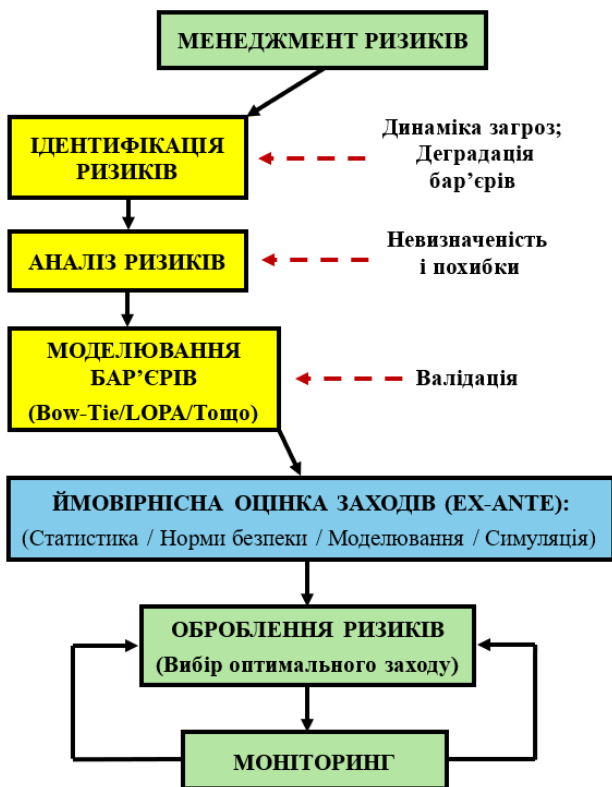 МЕНЕДЖМЕНТ РИЗИКІВ
ІДЕНТИФІКАЦІЯ
РИЗИКІВ
Динаміка загроз;
Деградація
бар’єрів
АНАЛІЗ РИЗИКІВ
Невизначеність
і похибки
МОДЕЛЮВАННЯ
БАР’ЄРІВ
(Bow-Tie/LOPA/Тощо)
Валідація
ЙМОВІРНІСНА ОЦІНКА ЗАХОДІВ (EX-ANTE):
(Статистика / Норми безпеки / Моделювання / Симуляція)
ОБРОБЛЕННЯ РИЗИКІВ
(Вибір оптимального заходу)
МОНІТОРИНГ